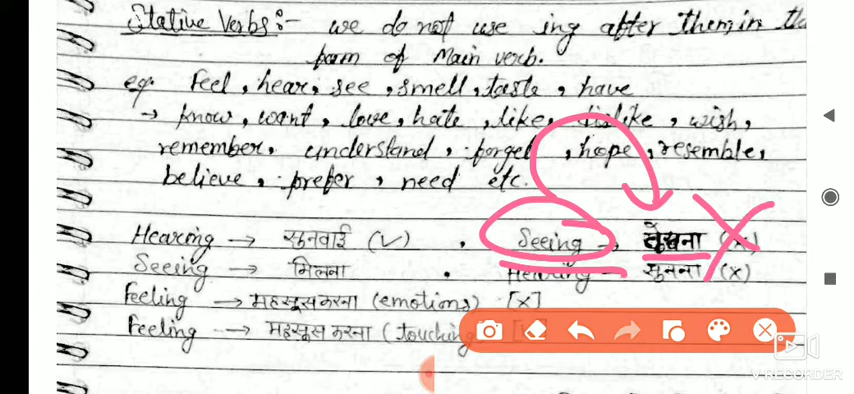 Stative Verbs:- we do not use ing after them in the
form of Main verb.
eg. Feel, hear, see, smell, taste, have
→ know, want, love, hate, like, dislike, wish,
remember, understand, forget, hope, resemble,
believe, prefer, need etc.
Hearing → सुनवाई (✓) . Seeing → देखना (×)
Seeing → मिलना . Hearing → सुनना (×)
Feeling → महसूस करना (emotions) [×]
Feeling → महसूस करना (touching
V RECORDER